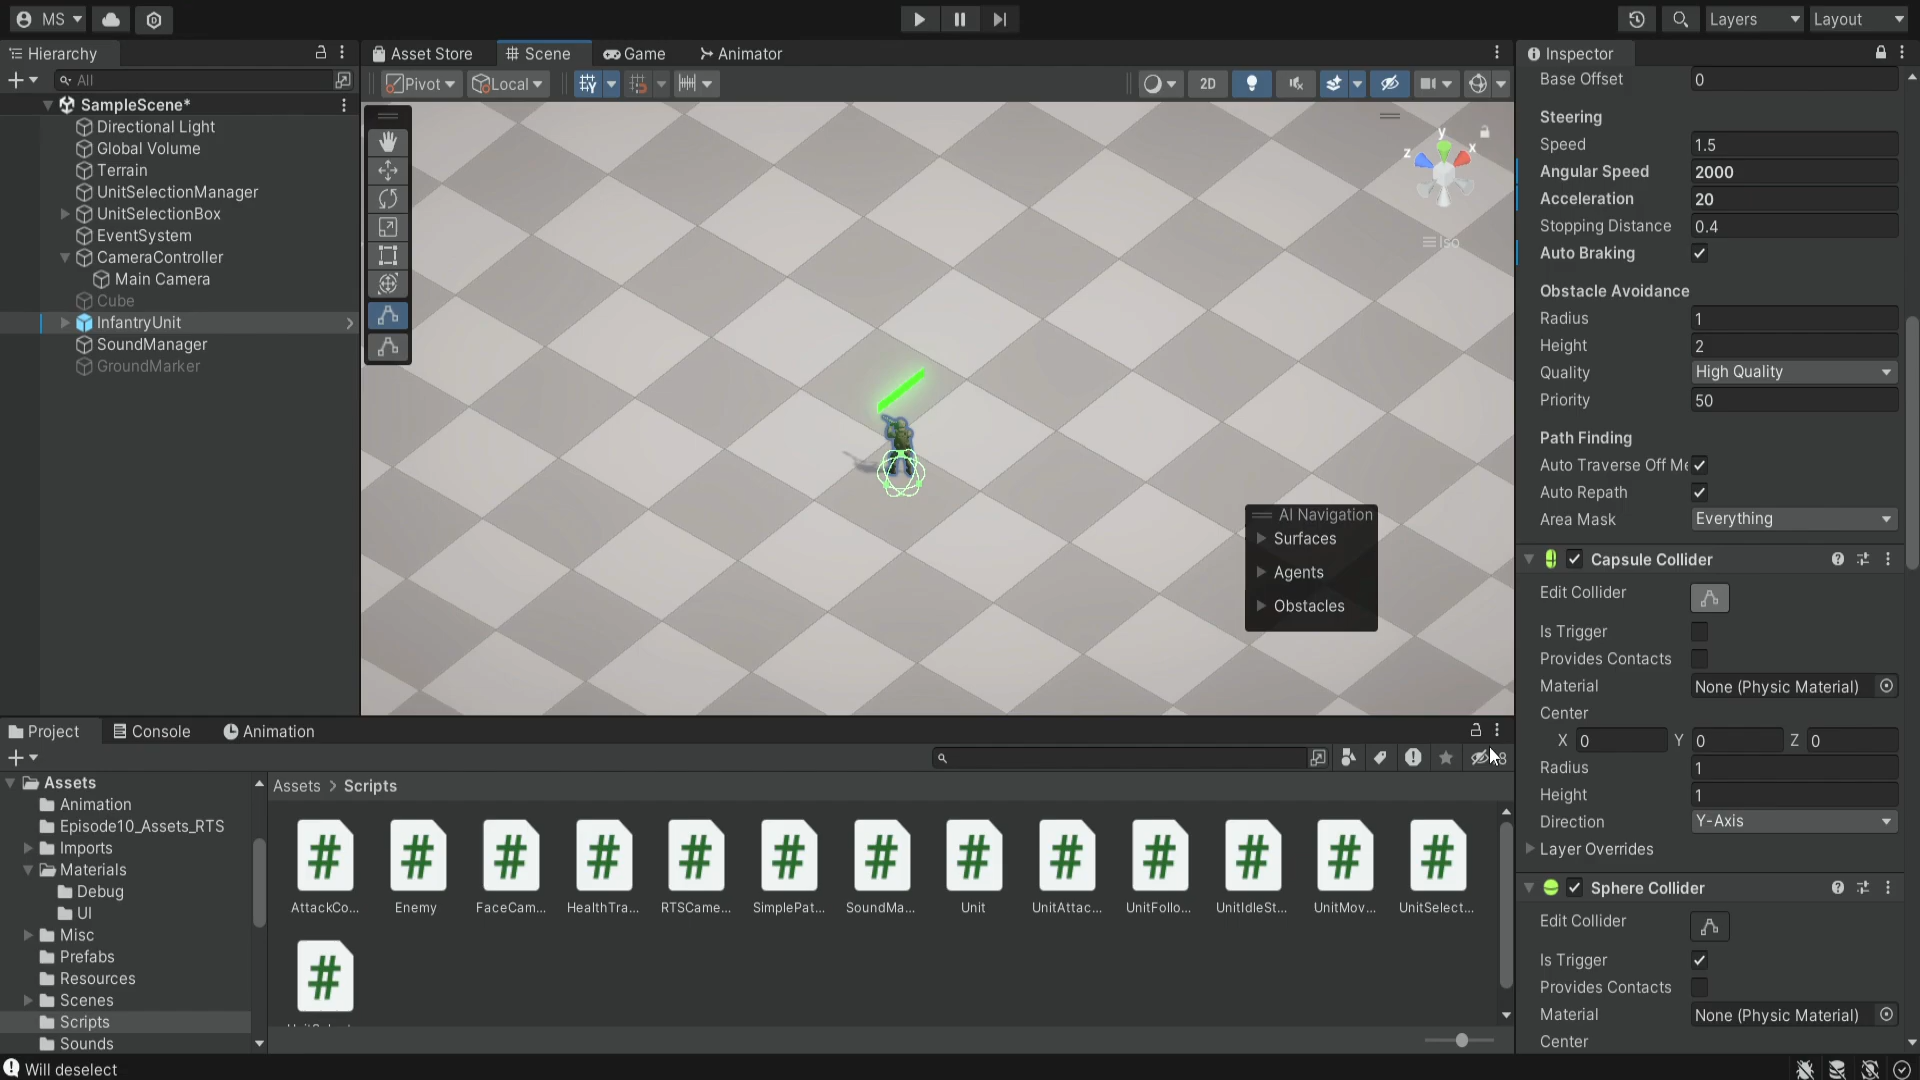 MS
Layers
Layout
Hierarchy
All
SampleScene*
Directional Light
Global Volume
Terrain
UnitSelectionManager
UnitSelectionBox
EventSystem
CameraController
Main Camera
Cube
InfantryUnit
SoundManager
GroundMarker
Asset Store
Scene
Game
Animator
Pivot
Local
2D
y
x
z
Iso
AI Navigation
Surfaces
Agents
Obstacles
Inspector
Base Offset 0
Steering
Speed 1.5
Angular Speed 2000
Acceleration 20
Stopping Distance 0.4
Auto Braking
Obstacle Avoidance
Radius 1
Height 2
Quality High Quality
Priority 50
Path Finding
Auto Traverse Off Me
Auto Repath
Area Mask Everything
Capsule Collider
Edit Collider
Is Trigger
Provides Contacts
Material None (Physic Material)
Center
X 0 Y 0 Z 0
Radius 1
Height 1
Direction Y-Axis
Layer Overrides
Sphere Collider
Edit Collider
Is Trigger
Provides Contacts
Material None (Physic Material)
Center
Project
Console
Animation
8
Assets
Animation
Episode10_Assets_RTS
Imports
Materials
Debug
UI
Misc
Prefabs
Resources
Scenes
Scripts
Sounds
Assets > Scripts
AttackCo...
Enemy
FaceCam...
HealthTra...
RTSCame...
SimplePat...
SoundMa...
Unit
UnitAttac...
UnitFollo...
UnitIdleSt...
UnitMov...
UnitSelect...
Will deselect